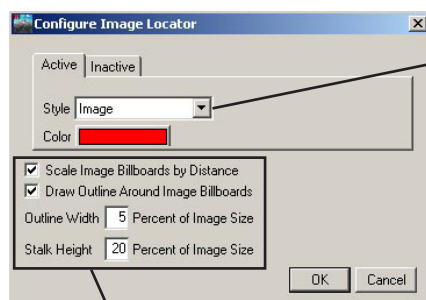 Configure Image Locator
Active Inactive
Style Image
Color
Scale Image Billboards by Distance
Draw Outline Around Image Billboards
Outline Width 5 Percent of Image Size
Stalk Height 20 Percent of Image Size
OK Cancel